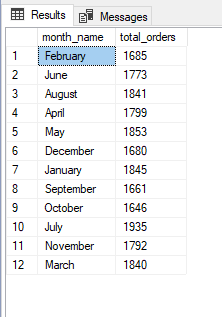 Results Messages
month_name total_orders
1 February 1685
2 June 1773
3 August 1841
4 April 1799
5 May 1853
6 December 1680
7 January 1845
8 September 1661
9 October 1646
10 July 1935
11 November 1792
12 March 1840